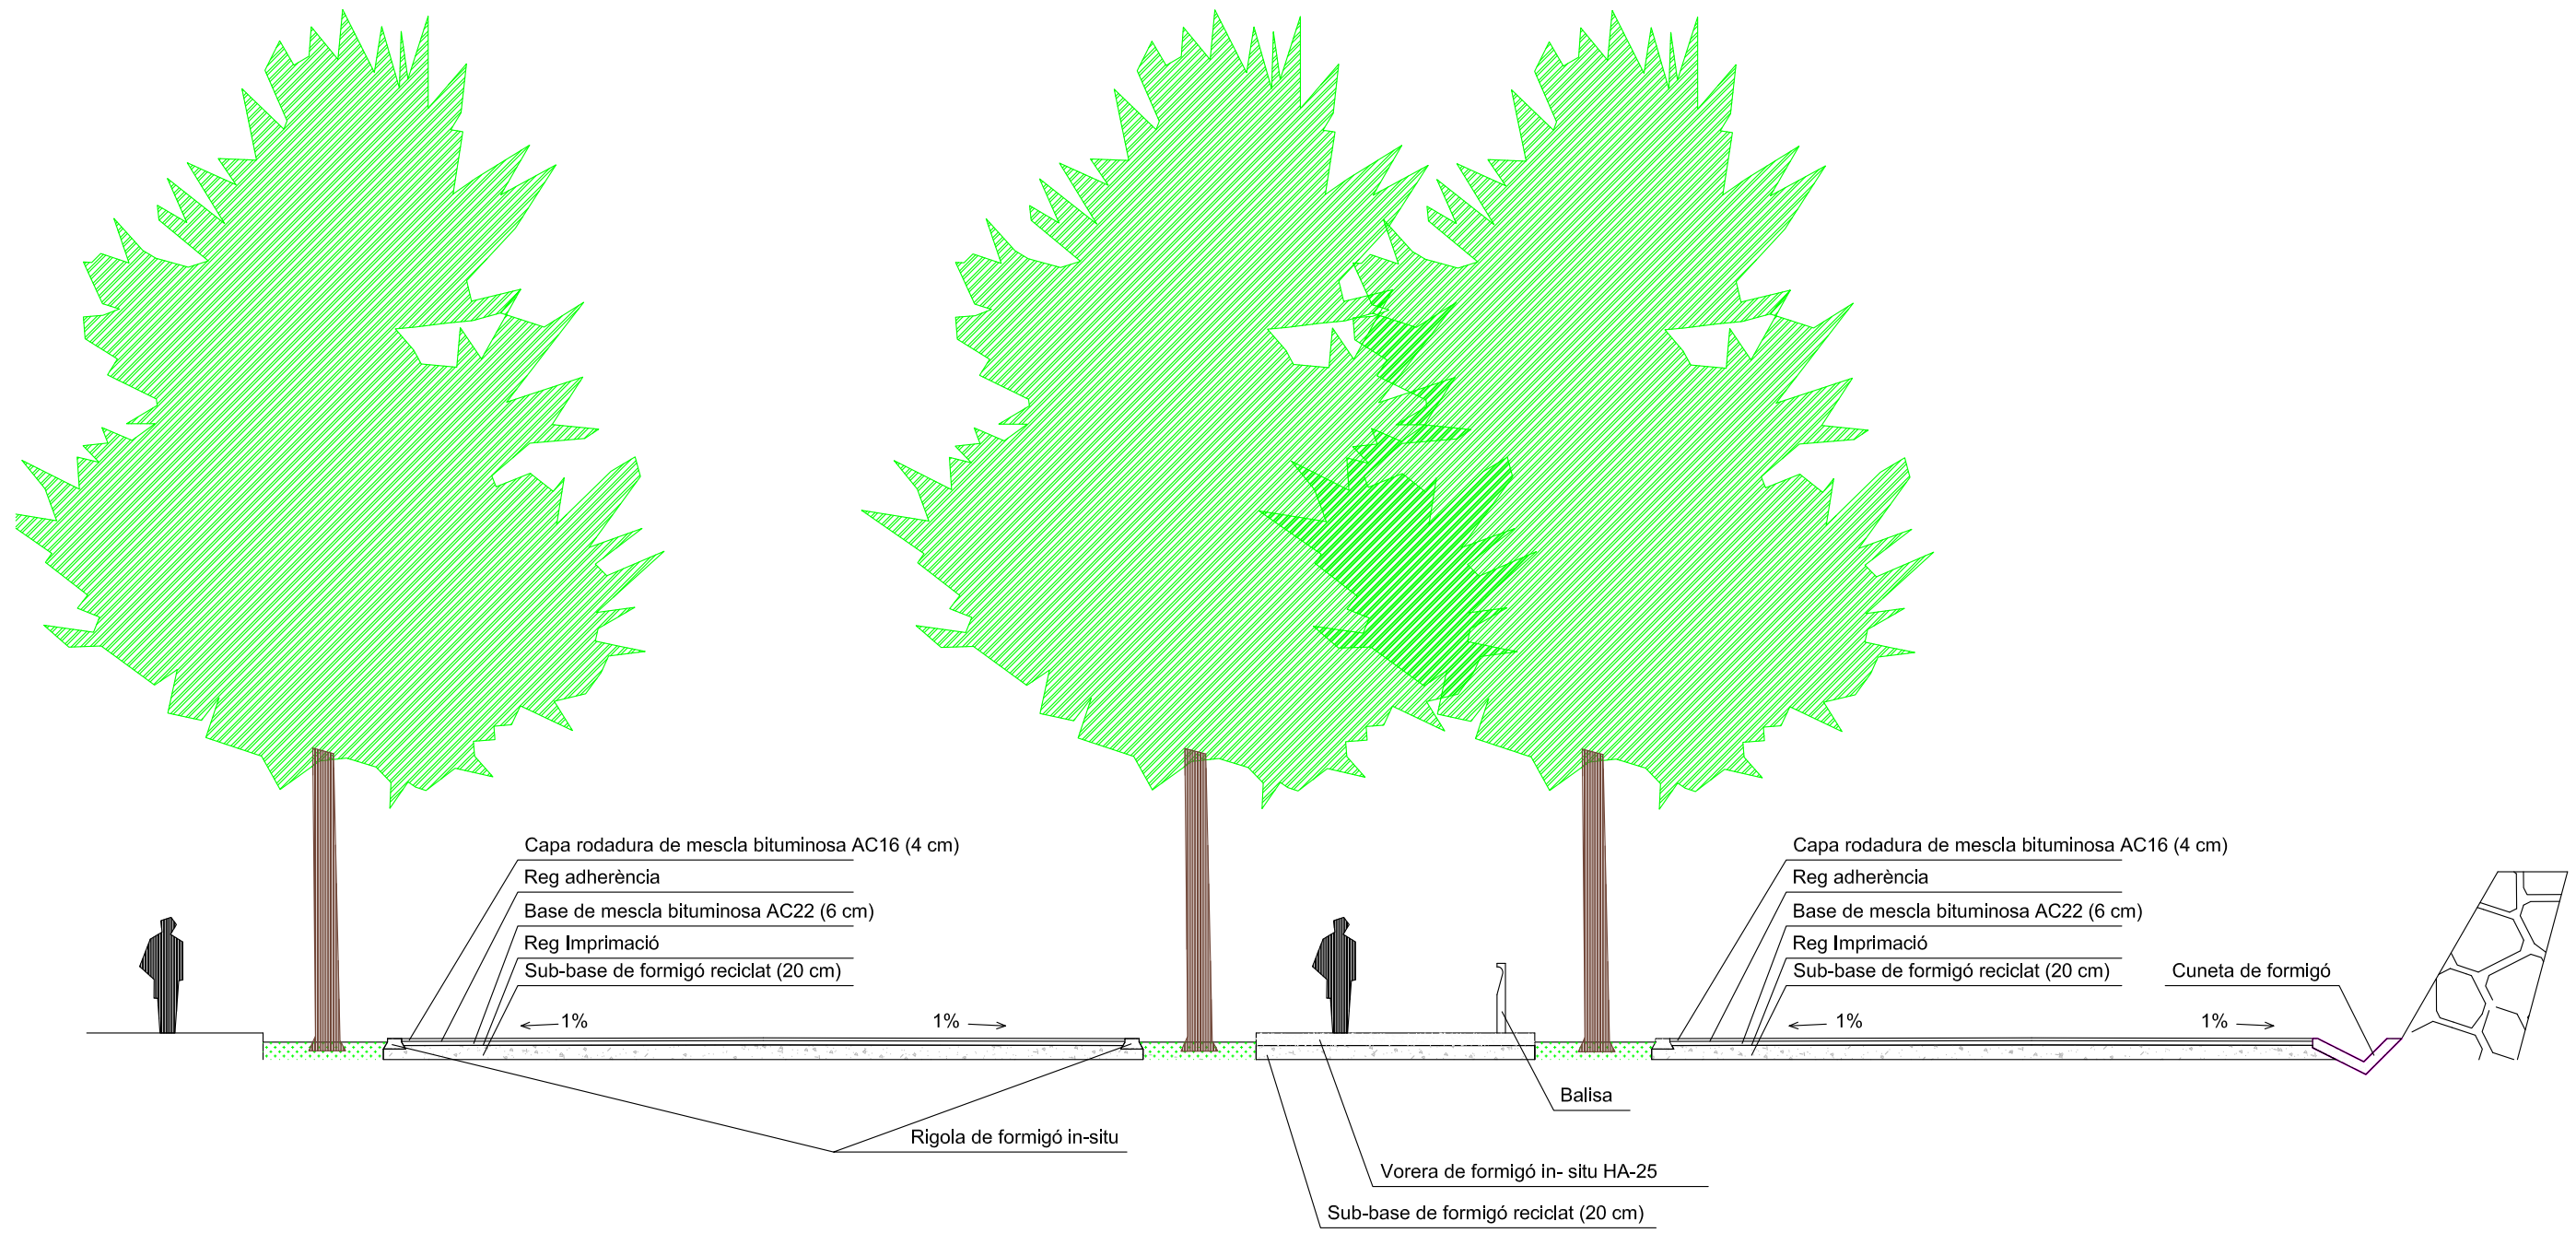 Capa rodadura de mescla bituminosa AC16 (4 cm)
Reg adherència
Base de mescla bituminosa AC22 (6 cm)
Reg Imprimació
Sub-base de formigó reciclat (20 cm)
1%
1%
Capa rodadura de mescla bituminosa AC16 (4 cm)
Reg adherència
Base de mescla bituminosa AC22 (6 cm)
Reg Imprimació
Sub-base de formigó reciclat (20 cm)
Cuneta de formigó
1%
1%
Balisa
Rigola de formigó in-situ
Vorera de formigó in- situ HA-25
Sub-base de formigó reciclat (20 cm)